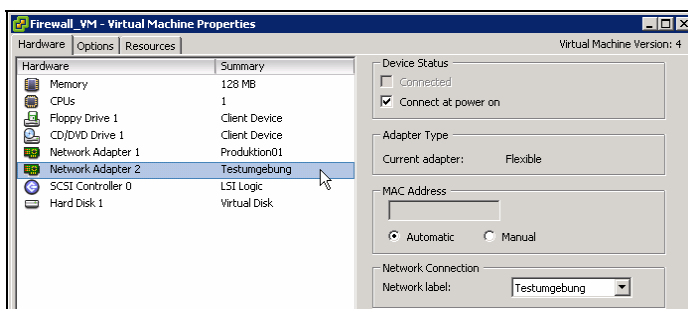 Firewall_VM - Virtual Machine Properties
Hardware Options Resources Virtual Machine Version: 4
Hardware Summary
Memory 128 MB
CPUs 1
Floppy Drive 1 Client Device
CD/DVD Drive 1 Client Device
Network Adapter 1 Produktion01
Network Adapter 2 Testumgebung
SCSI Controller 0 LSI Logic
Hard Disk 1 Virtual Disk
Device Status
Connected
Connect at power on
Adapter Type
Current adapter: Flexible
MAC Address
Automatic Manual
Network Connection
Network label: Testumgebung